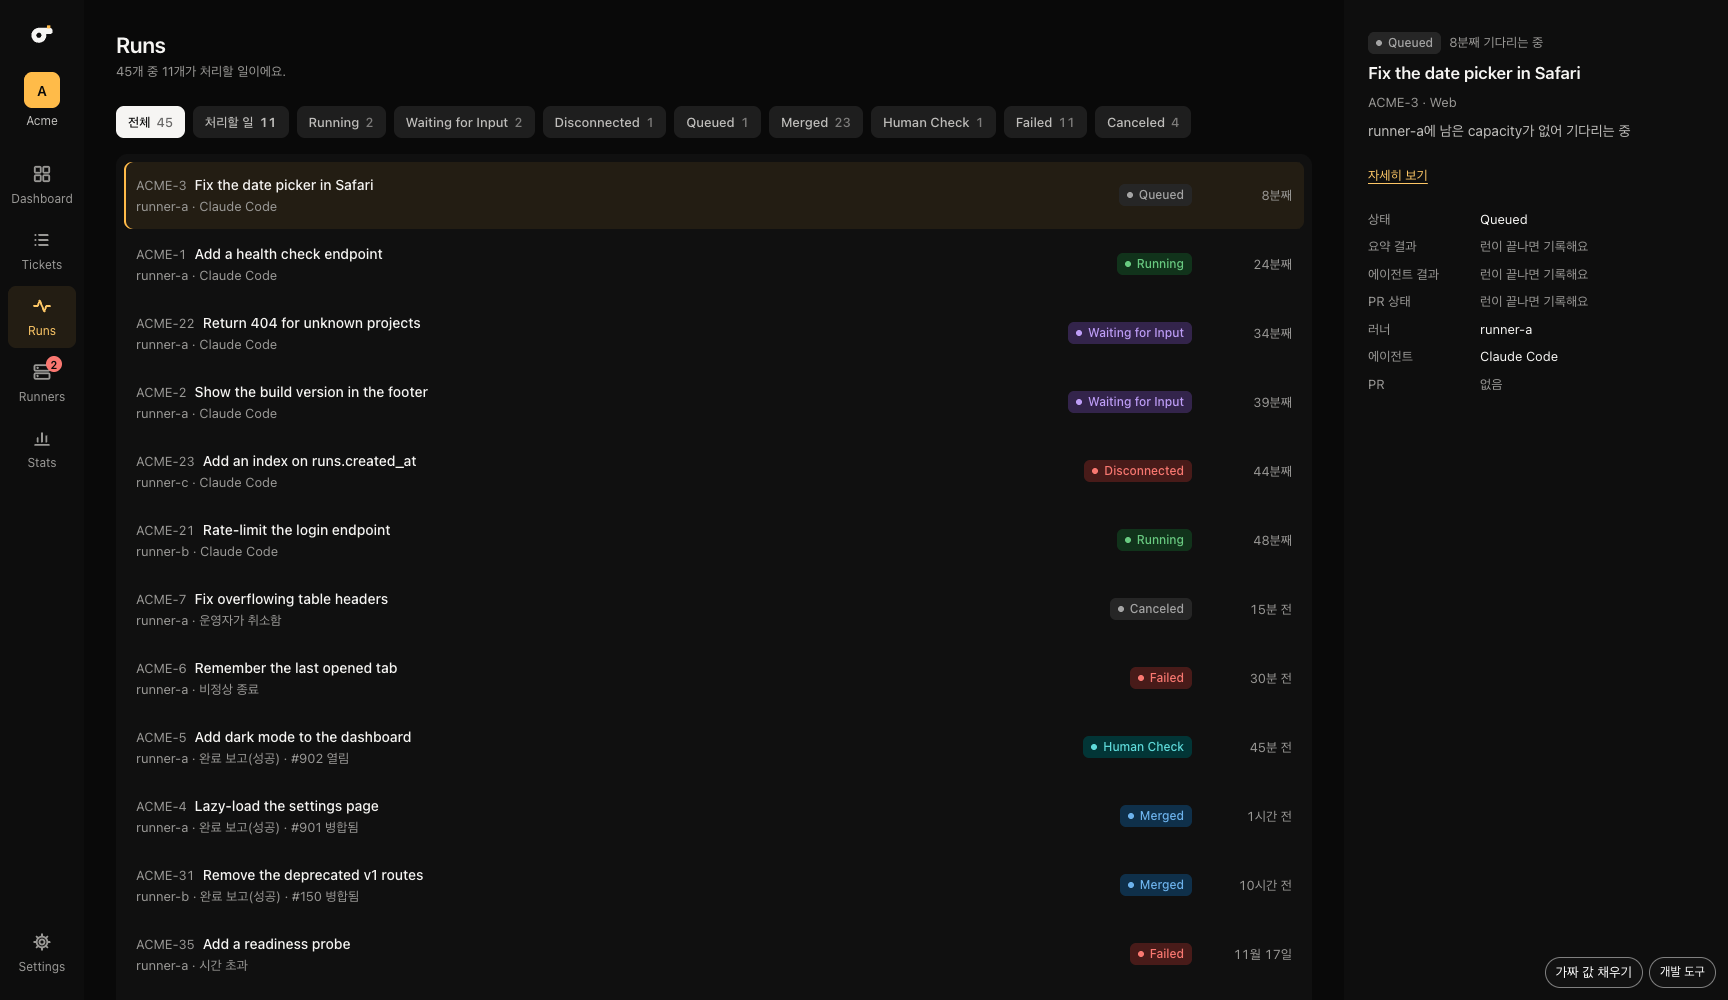 A
Acme
Dashboard
Tickets
Runs
2
Runners
Stats
Settings
Runs
45개 중 11개가 처리할 일이에요.
전체 45
처리할 일 11
Running 2
Waiting for Input 2
Disconnected 1
Queued 1
Merged 23
Human Check 1
Failed 11
Canceled 4
ACME-3 Fix the date picker in Safari
runner-a · Claude Code
Queued
8분째
ACME-1 Add a health check endpoint
runner-a · Claude Code
Running
24분째
ACME-22 Return 404 for unknown projects
runner-a · Claude Code
Waiting for Input
34분째
ACME-2 Show the build version in the footer
runner-a · Claude Code
Waiting for Input
39분째
ACME-23 Add an index on runs.created_at
runner-c · Claude Code
Disconnected
44분째
ACME-21 Rate-limit the login endpoint
runner-b · Claude Code
Running
48분째
ACME-7 Fix overflowing table headers
runner-a · 운영자가 취소함
Canceled
15분 전
ACME-6 Remember the last opened tab
runner-a · 비정상 종료
Failed
30분 전
ACME-5 Add dark mode to the dashboard
runner-a · 완료 보고(성공) · #902 열림
Human Check
45분 전
ACME-4 Lazy-load the settings page
runner-a · 완료 보고(성공) · #901 병합됨
Merged
1시간 전
ACME-31 Remove the deprecated v1 routes
runner-b · 완료 보고(성공) · #150 병합됨
Merged
10시간 전
ACME-35 Add a readiness probe
runner-a · 시간 초과
Failed
11월 17일
Queued 8분째 기다리는 중
Fix the date picker in Safari
ACME-3 · Web
runner-a에 남은 capacity가 없어 기다리는 중
자세히 보기
상태 Queued
요약 결과 런이 끝나면 기록해요
에이전트 결과 런이 끝나면 기록해요
PR 상태 런이 끝나면 기록해요
러너 runner-a
에이전트 Claude Code
PR 없음
가짜 값 채우기
개발 도구